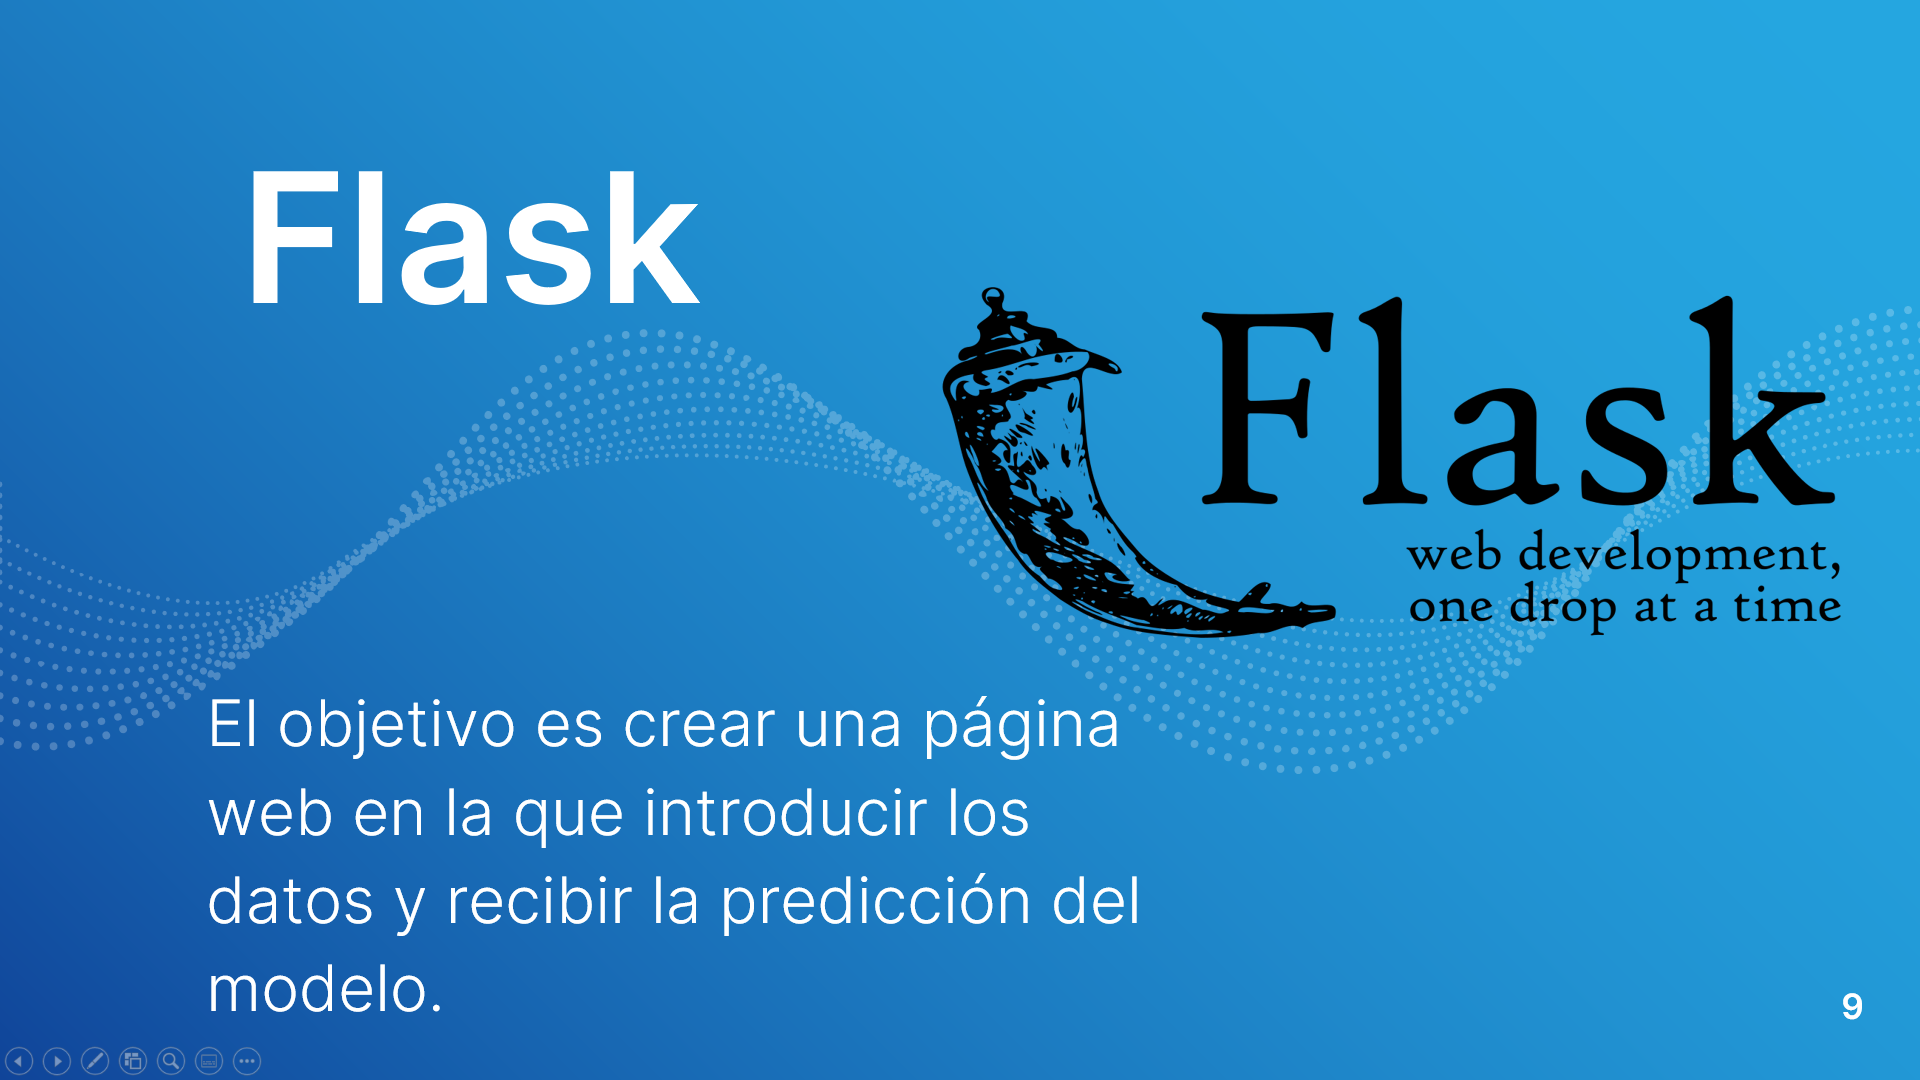 Flask
Flask
web development,
one drop at a time
El objetivo es crear una página
web en la que introducir los
datos y recibir la predicción del
modelo.
9